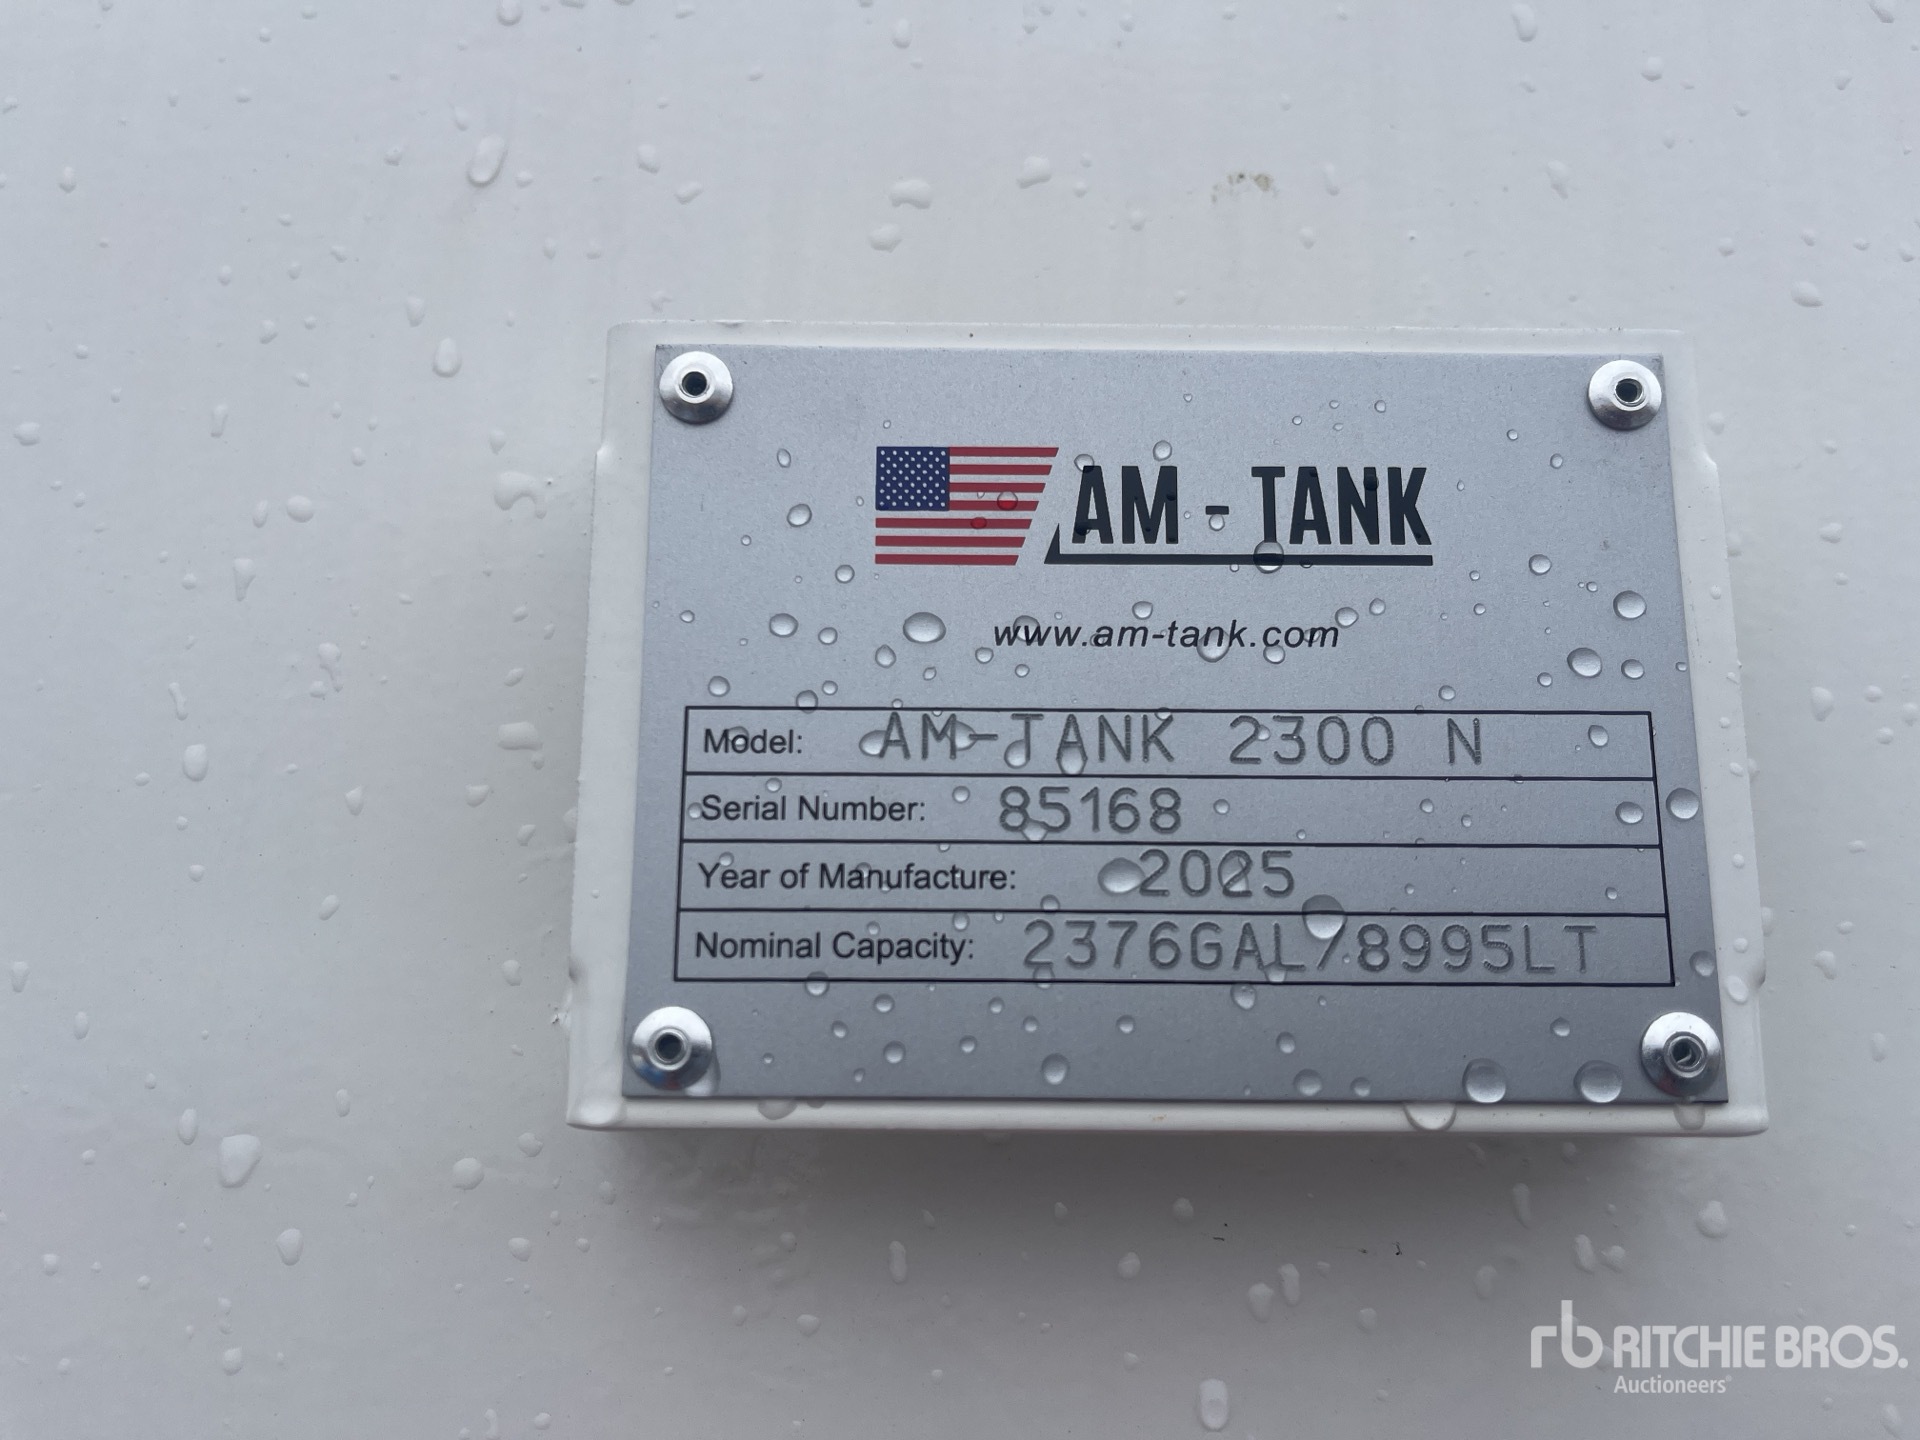 AM - TANK
www.am-tank.com
Model: AM-TANK 2300 N
Serial Number: 85168
Year of Manufacture: 2025
Nominal Capacity: 2376GAL/8995LT
rb RITCHIE BROS.
Auctioneers